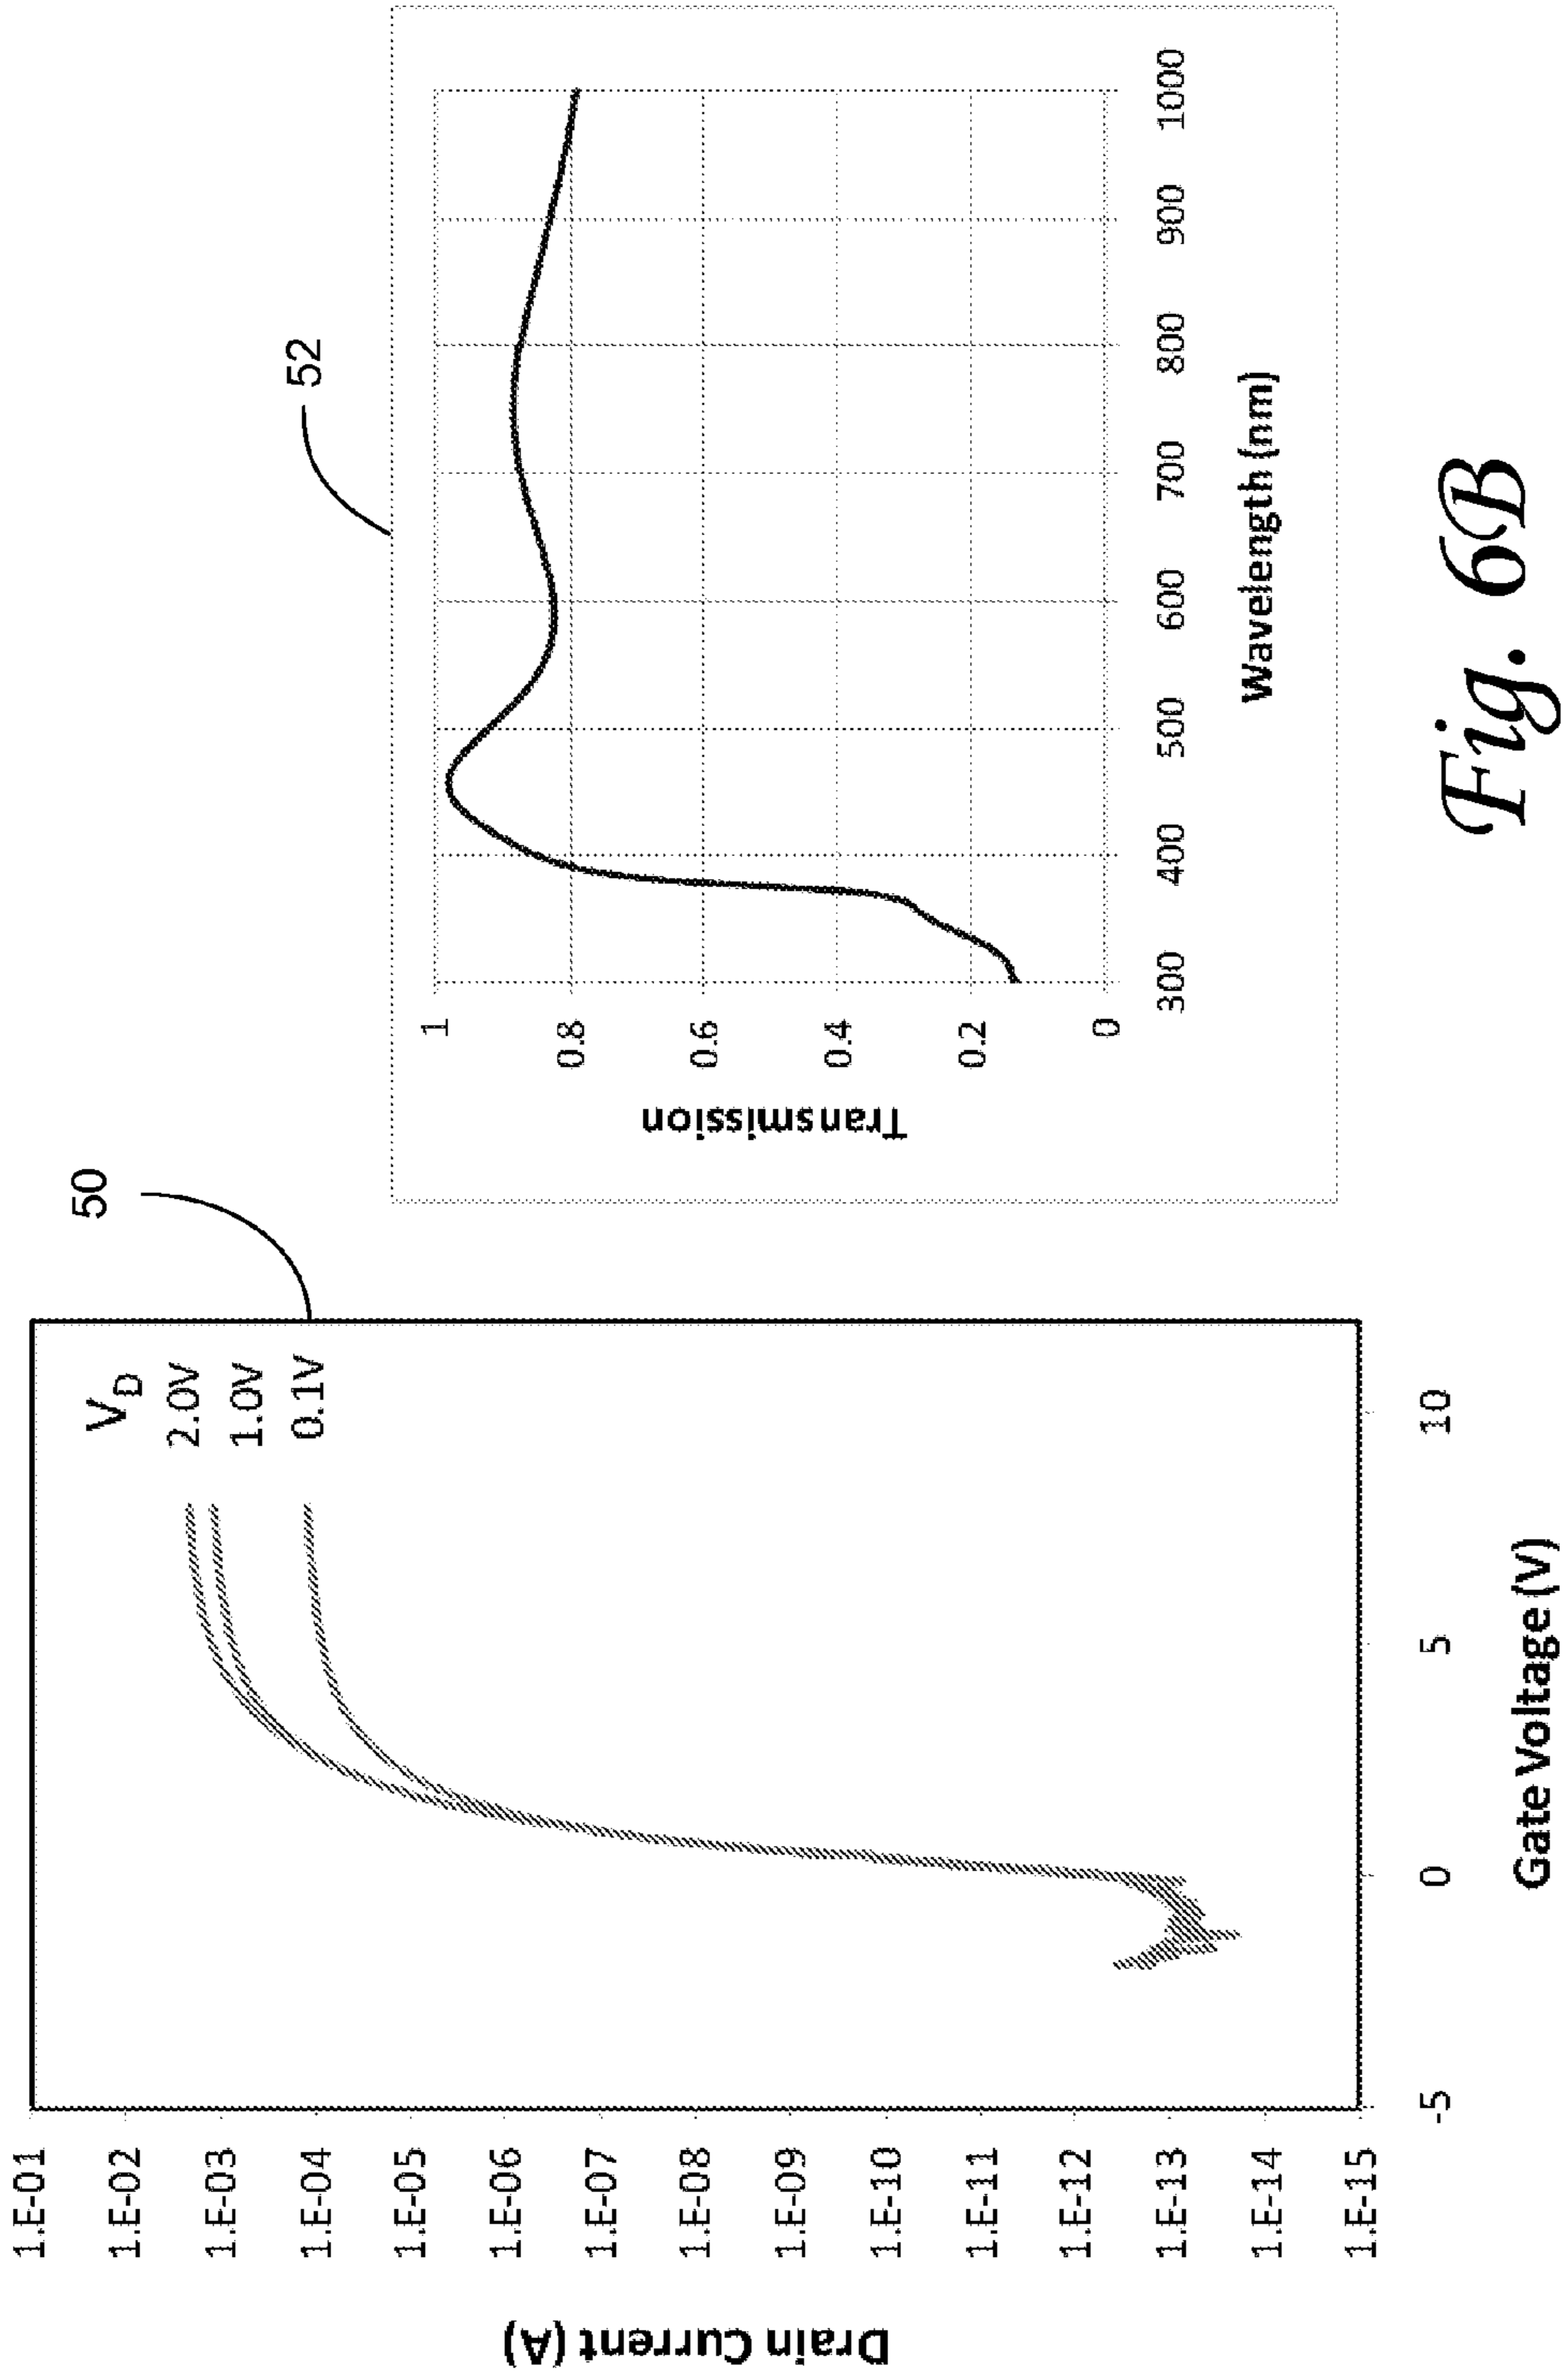 50
V_D
2.0V
1.0V
0.1V
1.E-01
1.E-02
1.E-03
1.E-04
1.E-05
1.E-06
1.E-07
1.E-08
1.E-09
1.E-10
1.E-11
1.E-12
1.E-13
1.E-14
1.E-15
Drain Current (A)
-5 0 5 10
Gate Voltage (V)
52
1
0.8
0.6
0.4
0.2
0
Transmission
300 400 500 600 700 800 900 1000
Wavelength (nm)
Fig. 6B